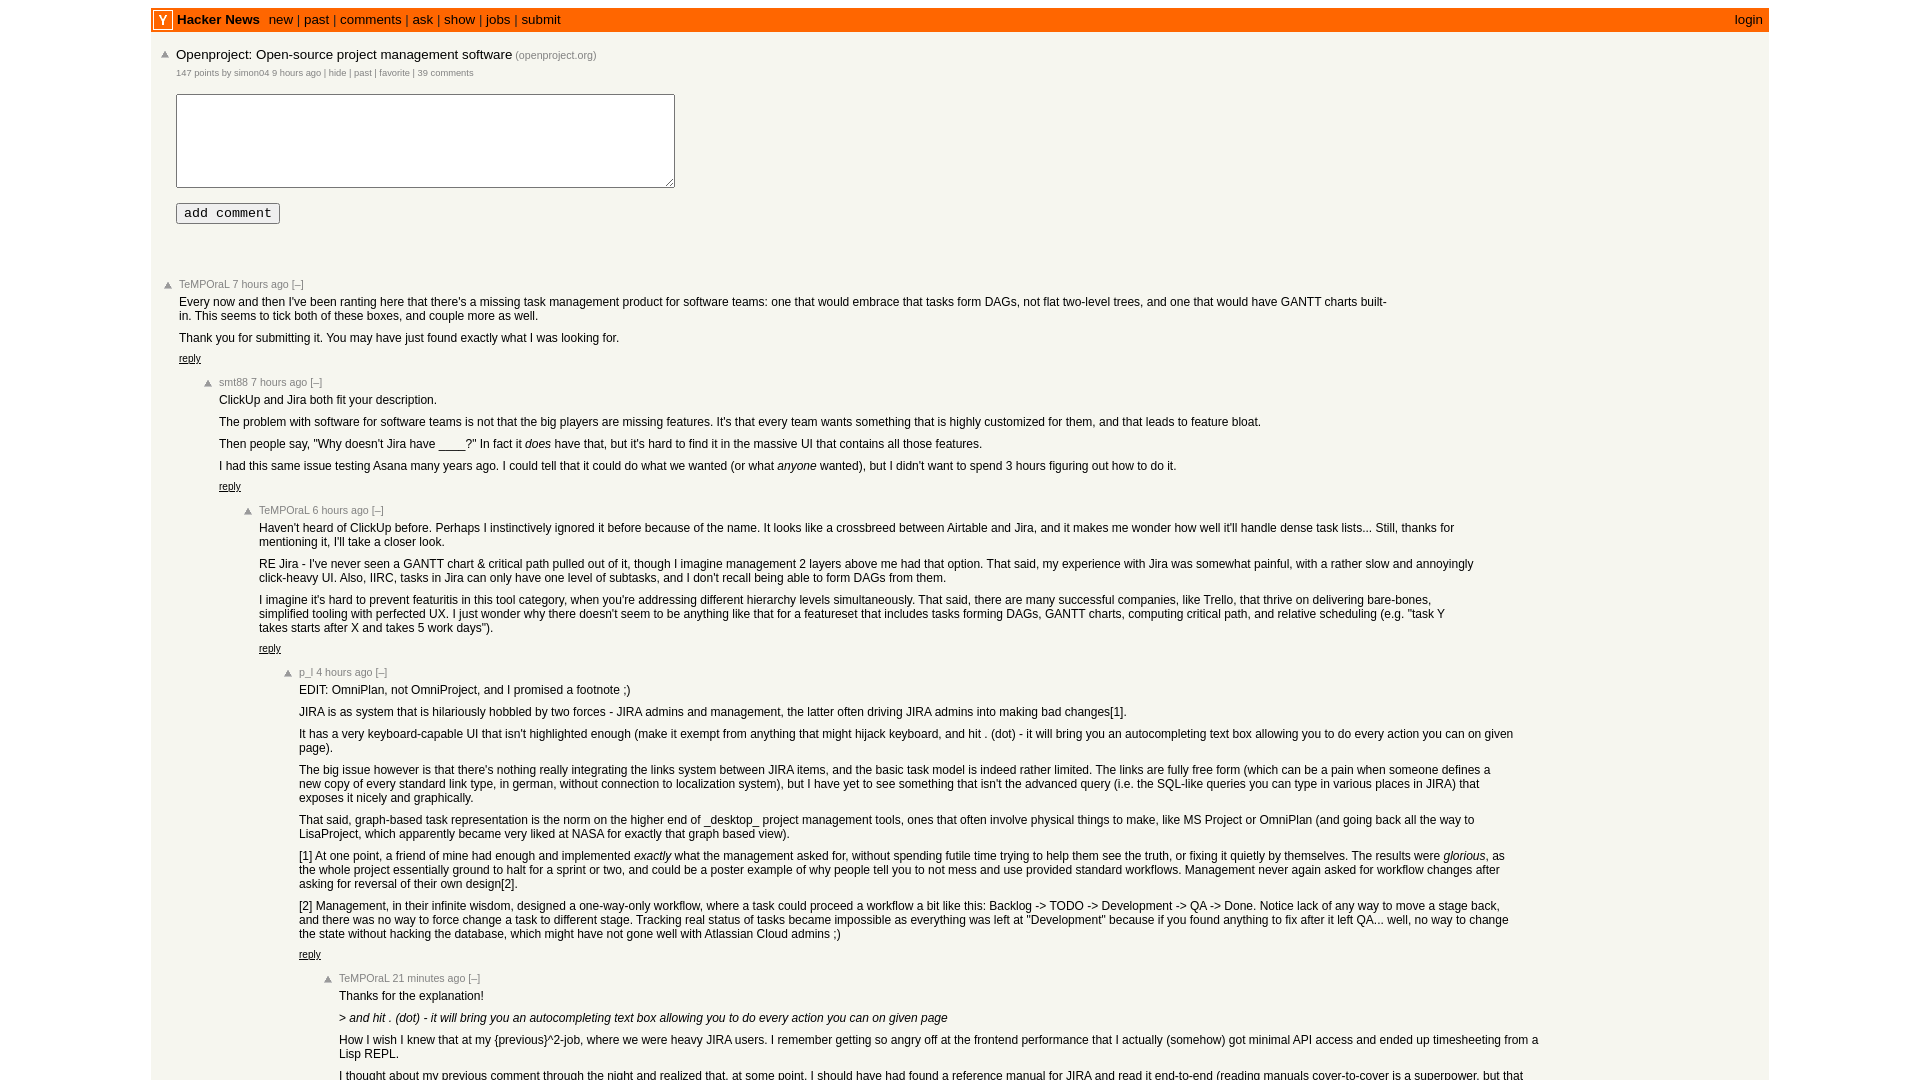 Y Hacker News new | past | comments | ask | show | jobs | submit login
Openproject: Open-source project management software (openproject.org)
147 points by simon04 9 hours ago | hide | past | favorite | 39 comments
add comment
TeMPOraL 7 hours ago [–]
Every now and then I've been ranting here that there's a missing task management product for software teams: one that would embrace that tasks form DAGs, not flat two-level trees, and one that would have GANTT charts built-
in. This seems to tick both of these boxes, and couple more as well.
Thank you for submitting it. You may have just found exactly what I was looking for.
reply
smt88 7 hours ago [–]
ClickUp and Jira both fit your description.
The problem with software for software teams is not that the big players are missing features. It's that every team wants something that is highly customized for them, and that leads to feature bloat.
Then people say, "Why doesn't Jira have ____?" In fact it does have that, but it's hard to find it in the massive UI that contains all those features.
I had this same issue testing Asana many years ago. I could tell that it could do what we wanted (or what anyone wanted), but I didn't want to spend 3 hours figuring out how to do it.
reply
TeMPOraL 6 hours ago [–]
Haven't heard of ClickUp before. Perhaps I instinctively ignored it before because of the name. It looks like a crossbreed between Airtable and Jira, and it makes me wonder how well it'll handle dense task lists... Still, thanks for
mentioning it, I'll take a closer look.
RE Jira - I've never seen a GANTT chart & critical path pulled out of it, though I imagine management 2 layers above me had that option. That said, my experience with Jira was somewhat painful, with a rather slow and annoyingly
click-heavy UI. Also, IIRC, tasks in Jira can only have one level of subtasks, and I don't recall being able to form DAGs from them.
I imagine it's hard to prevent featuritis in this tool category, when you're addressing different hierarchy levels simultaneously. That said, there are many successful companies, like Trello, that thrive on delivering bare-bones,
simplified tooling with perfected UX. I just wonder why there doesn't seem to be anything like that for a featureset that includes tasks forming DAGs, GANTT charts, computing critical path, and relative scheduling (e.g. "task Y
takes starts after X and takes 5 work days").
reply
p_l 4 hours ago [–]
EDIT: OmniPlan, not OmniProject, and I promised a footnote ;)
JIRA is as system that is hilariously hobbled by two forces - JIRA admins and management, the latter often driving JIRA admins into making bad changes[1].
It has a very keyboard-capable UI that isn't highlighted enough (make it exempt from anything that might hijack keyboard, and hit . (dot) - it will bring you an autocompleting text box allowing you to do every action you can on given
page).
The big issue however is that there's nothing really integrating the links system between JIRA items, and the basic task model is indeed rather limited. The links are fully free form (which can be a pain when someone defines a
new copy of every standard link type, in german, without connection to localization system), but I have yet to see something that isn't the advanced query (i.e. the SQL-like queries you can type in various places in JIRA) that
exposes it nicely and graphically.
That said, graph-based task representation is the norm on the higher end of _desktop_ project management tools, ones that often involve physical things to make, like MS Project or OmniPlan (and going back all the way to
LisaProject, which apparently became very liked at NASA for exactly that graph based view).
[1] At one point, a friend of mine had enough and implemented exactly what the management asked for, without spending futile time trying to help them see the truth, or fixing it quietly by themselves. The results were glorious, as
the whole project essentially ground to halt for a sprint or two, and could be a poster example of why people tell you to not mess and use provided standard workflows. Management never again asked for workflow changes after
asking for reversal of their own design[2].
[2] Management, in their infinite wisdom, designed a one-way-only workflow, where a task could proceed a workflow a bit like this: Backlog -> TODO -> Development -> QA -> Done. Notice lack of any way to move a stage back,
and there was no way to force change a task to different stage. Tracking real status of tasks became impossible as everything was left at "Development" because if you found anything to fix after it left QA... well, no way to change
the state without hacking the database, which might have not gone well with Atlassian Cloud admins ;)
reply
TeMPOraL 21 minutes ago [–]
Thanks for the explanation!
> and hit . (dot) - it will bring you an autocompleting text box allowing you to do every action you can on given page
How I wish I knew that at my {previous}^2-job, where we were heavy JIRA users. I remember getting so angry off at the frontend performance that I actually (somehow) got minimal API access and ended up timesheeting from a
Lisp REPL.
I thought about my previous comment through the night and realized that, at some point, I should have had found a reference manual for JIRA and read it end-to-end (reading manuals cover-to-cover is a superpower, but that